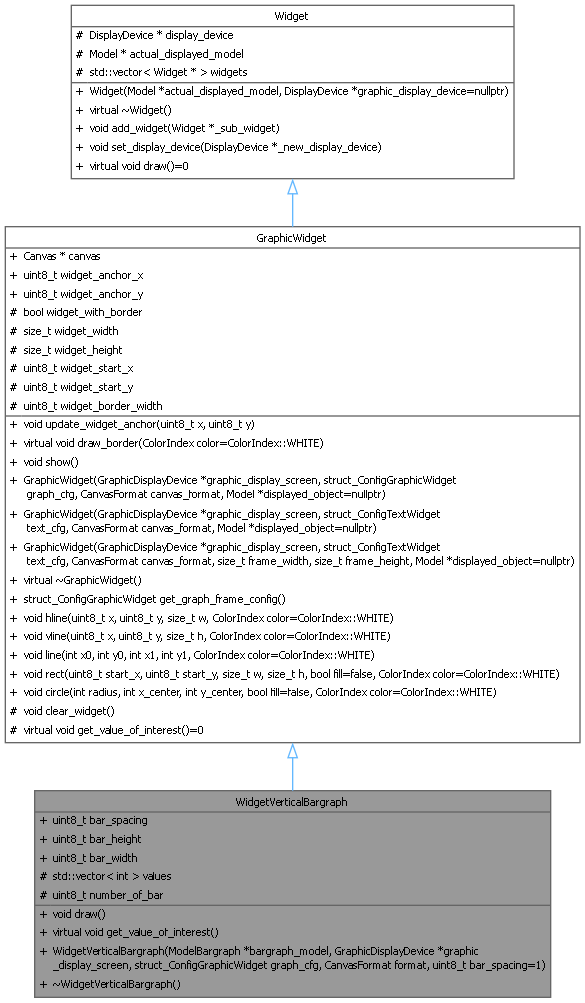 Widget
# DisplayDevice * display_device
# Model * actual_displayed_model
# std::vector< Widget * > widgets
+ Widget(Model *actual_displayed_model, DisplayDevice *graphic_display_device=nullptr)
+ virtual ~Widget()
+ void add_widget(Widget *_sub_widget)
+ void set_display_device(DisplayDevice *_new_display_device)
+ virtual void draw()=0
GraphicWidget
+ Canvas * canvas
+ uint8_t widget_anchor_x
+ uint8_t widget_anchor_y
# bool widget_with_border
# size_t widget_width
# size_t widget_height
# uint8_t widget_start_x
# uint8_t widget_start_y
# uint8_t widget_border_width
+ void update_widget_anchor(uint8_t x, uint8_t y)
+ virtual void draw_border(ColorIndex color=ColorIndex::WHITE)
+ void show()
+ GraphicWidget(GraphicDisplayDevice *graphic_display_screen, struct_ConfigGraphicWidget
graph_cfg, CanvasFormat canvas_format, Model *displayed_object=nullptr)
+ GraphicWidget(GraphicDisplayDevice *graphic_display_screen, struct_ConfigTextWidget
text_cfg, CanvasFormat canvas_format, Model *displayed_object=nullptr)
+ GraphicWidget(GraphicDisplayDevice *graphic_display_screen, struct_ConfigTextWidget
text_cfg, CanvasFormat canvas_format, size_t frame_width, size_t frame_height, Model *displayed_object=nullptr)
+ virtual ~GraphicWidget()
+ struct_ConfigGraphicWidget get_graph_frame_config()
+ void hline(uint8_t x, uint8_t y, size_t w, ColorIndex color=ColorIndex::WHITE)
+ void vline(uint8_t x, uint8_t y, size_t h, ColorIndex color=ColorIndex::WHITE)
+ void line(int x0, int y0, int x1, int y1, ColorIndex color=ColorIndex::WHITE)
+ void rect(uint8_t start_x, uint8_t start_y, size_t w, size_t h, bool fill=false, ColorIndex color=ColorIndex::WHITE)
+ void circle(int radius, int x_center, int y_center, bool fill=false, ColorIndex color=ColorIndex::WHITE)
# void clear_widget()
# virtual void get_value_of_interest()=0
WidgetVerticalBargraph
+ uint8_t bar_spacing
+ uint8_t bar_height
+ uint8_t bar_width
# std::vector< int > values
# uint8_t number_of_bar
+ void draw()
+ virtual void get_value_of_interest()
+ WidgetVerticalBargraph(ModelBargraph *bargraph_model, GraphicDisplayDevice *graphic
_display_screen, struct_ConfigGraphicWidget graph_cfg, CanvasFormat format, uint8_t bar_spacing=1)
+ ~WidgetVerticalBargraph()